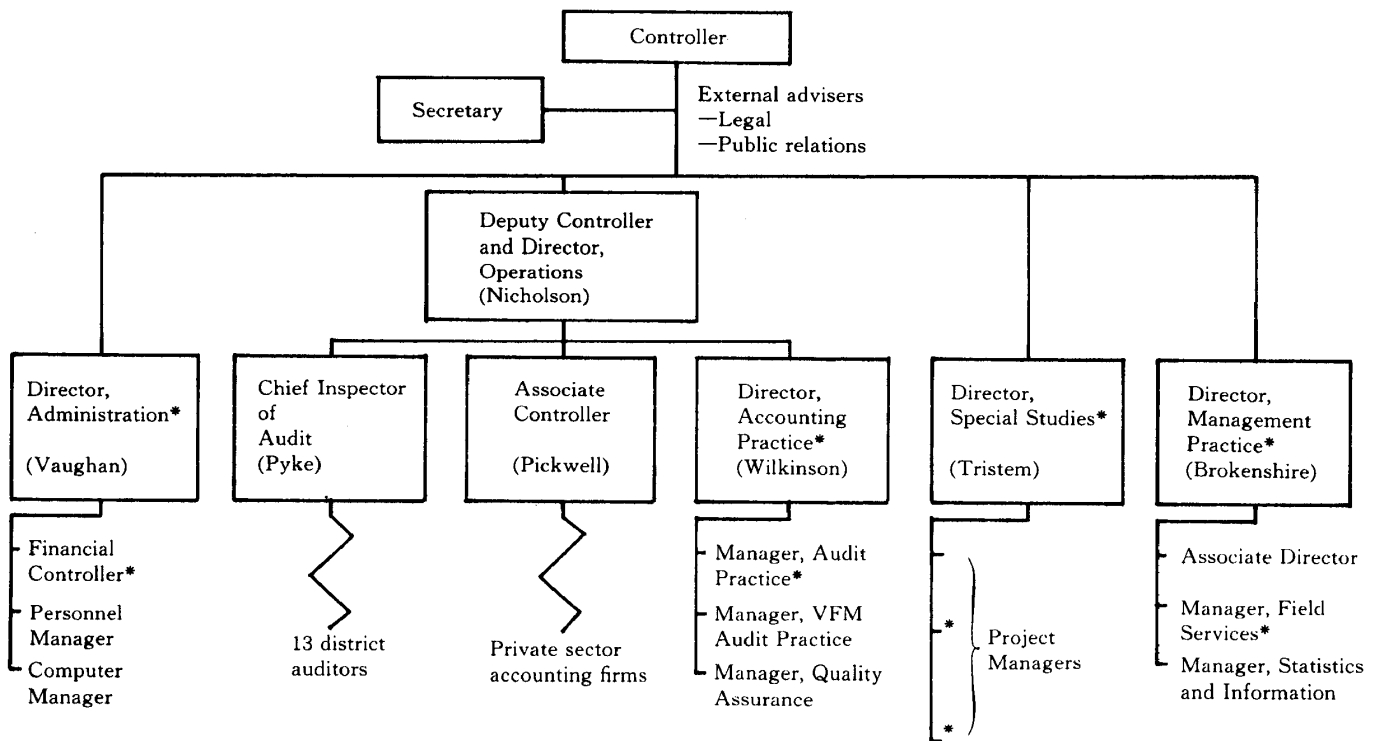 Controller
Secretary
External advisers
—Legal
—Public relations
Deputy Controller
and Director,
Operations
(Nicholson)
Director,
Administration*
(Vaughan)
Chief Inspector
of
Audit
(Pyke)
Associate
Controller
(Pickwell)
Director,
Accounting
Practice*
(Wilkinson)
Director,
Special Studies*
(Tristem)
Director,
Management
Practice*
(Brokenshire)
Financial
Controller*
Personnel
Manager
Computer
Manager
13 district
auditors
Private sector
accounting firms
Manager, Audit
Practice*
Manager, VFM
Audit Practice
Manager, Quality
Assurance
*
*
Project
Managers
Associate Director
Manager, Field
Services*
Manager, Statistics
and Information